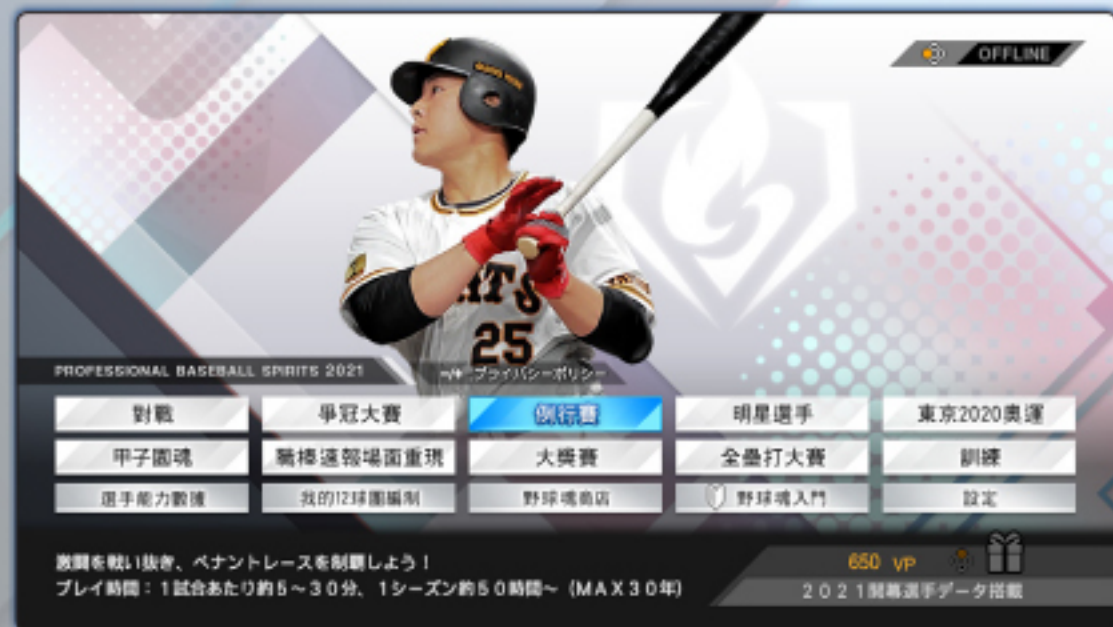 OFFLINE
25
PROFESSIONAL BASEBALL SPIRITS 2021
プライバシーポリシー
對戰 爭冠大賽 例行賽 明星選手 東京2020奧運
甲子園魂 職棒速報場面重現 大獎賽 全壘打大賽 訓練
選手能力數據 我的12球團編制 野球魂商店 野球魂入門 設定
激闘を戦い抜き、ペナントレースを制覇しよう！
プレイ時間：1試合あたり約5～30分、1シーズン約50時間～（MAX30年）
650 VP
2021開幕選手データ搭載